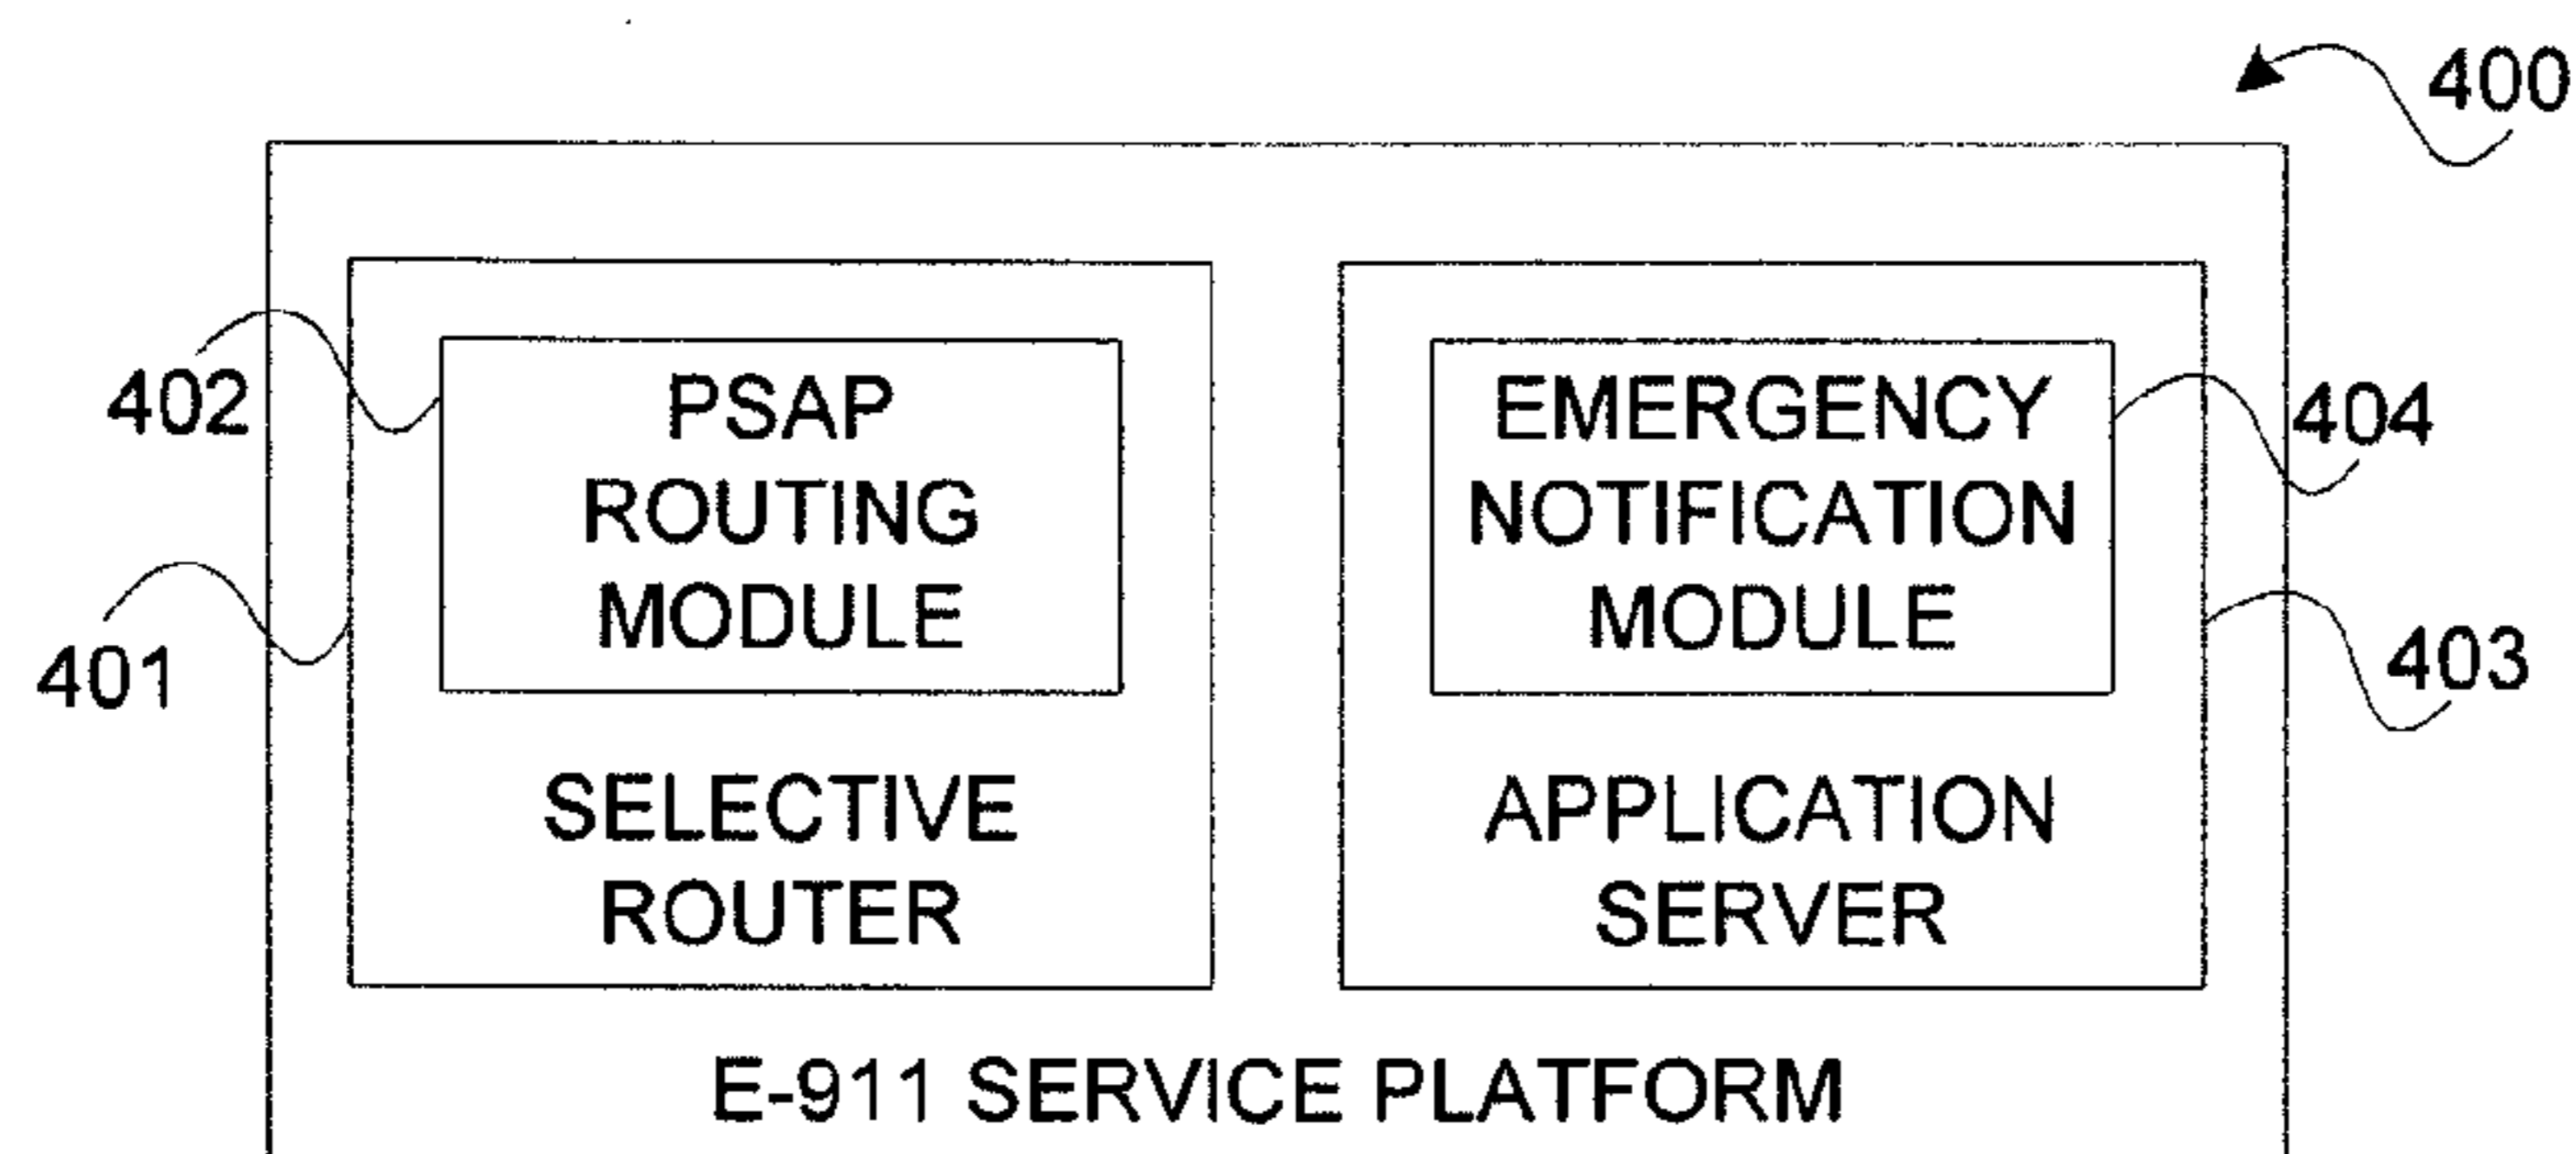 400
402
PSAP
ROUTING
MODULE
EMERGENCY
NOTIFICATION
MODULE
404
401
403
SELECTIVE
ROUTER
APPLICATION
SERVER
E-911 SERVICE PLATFORM